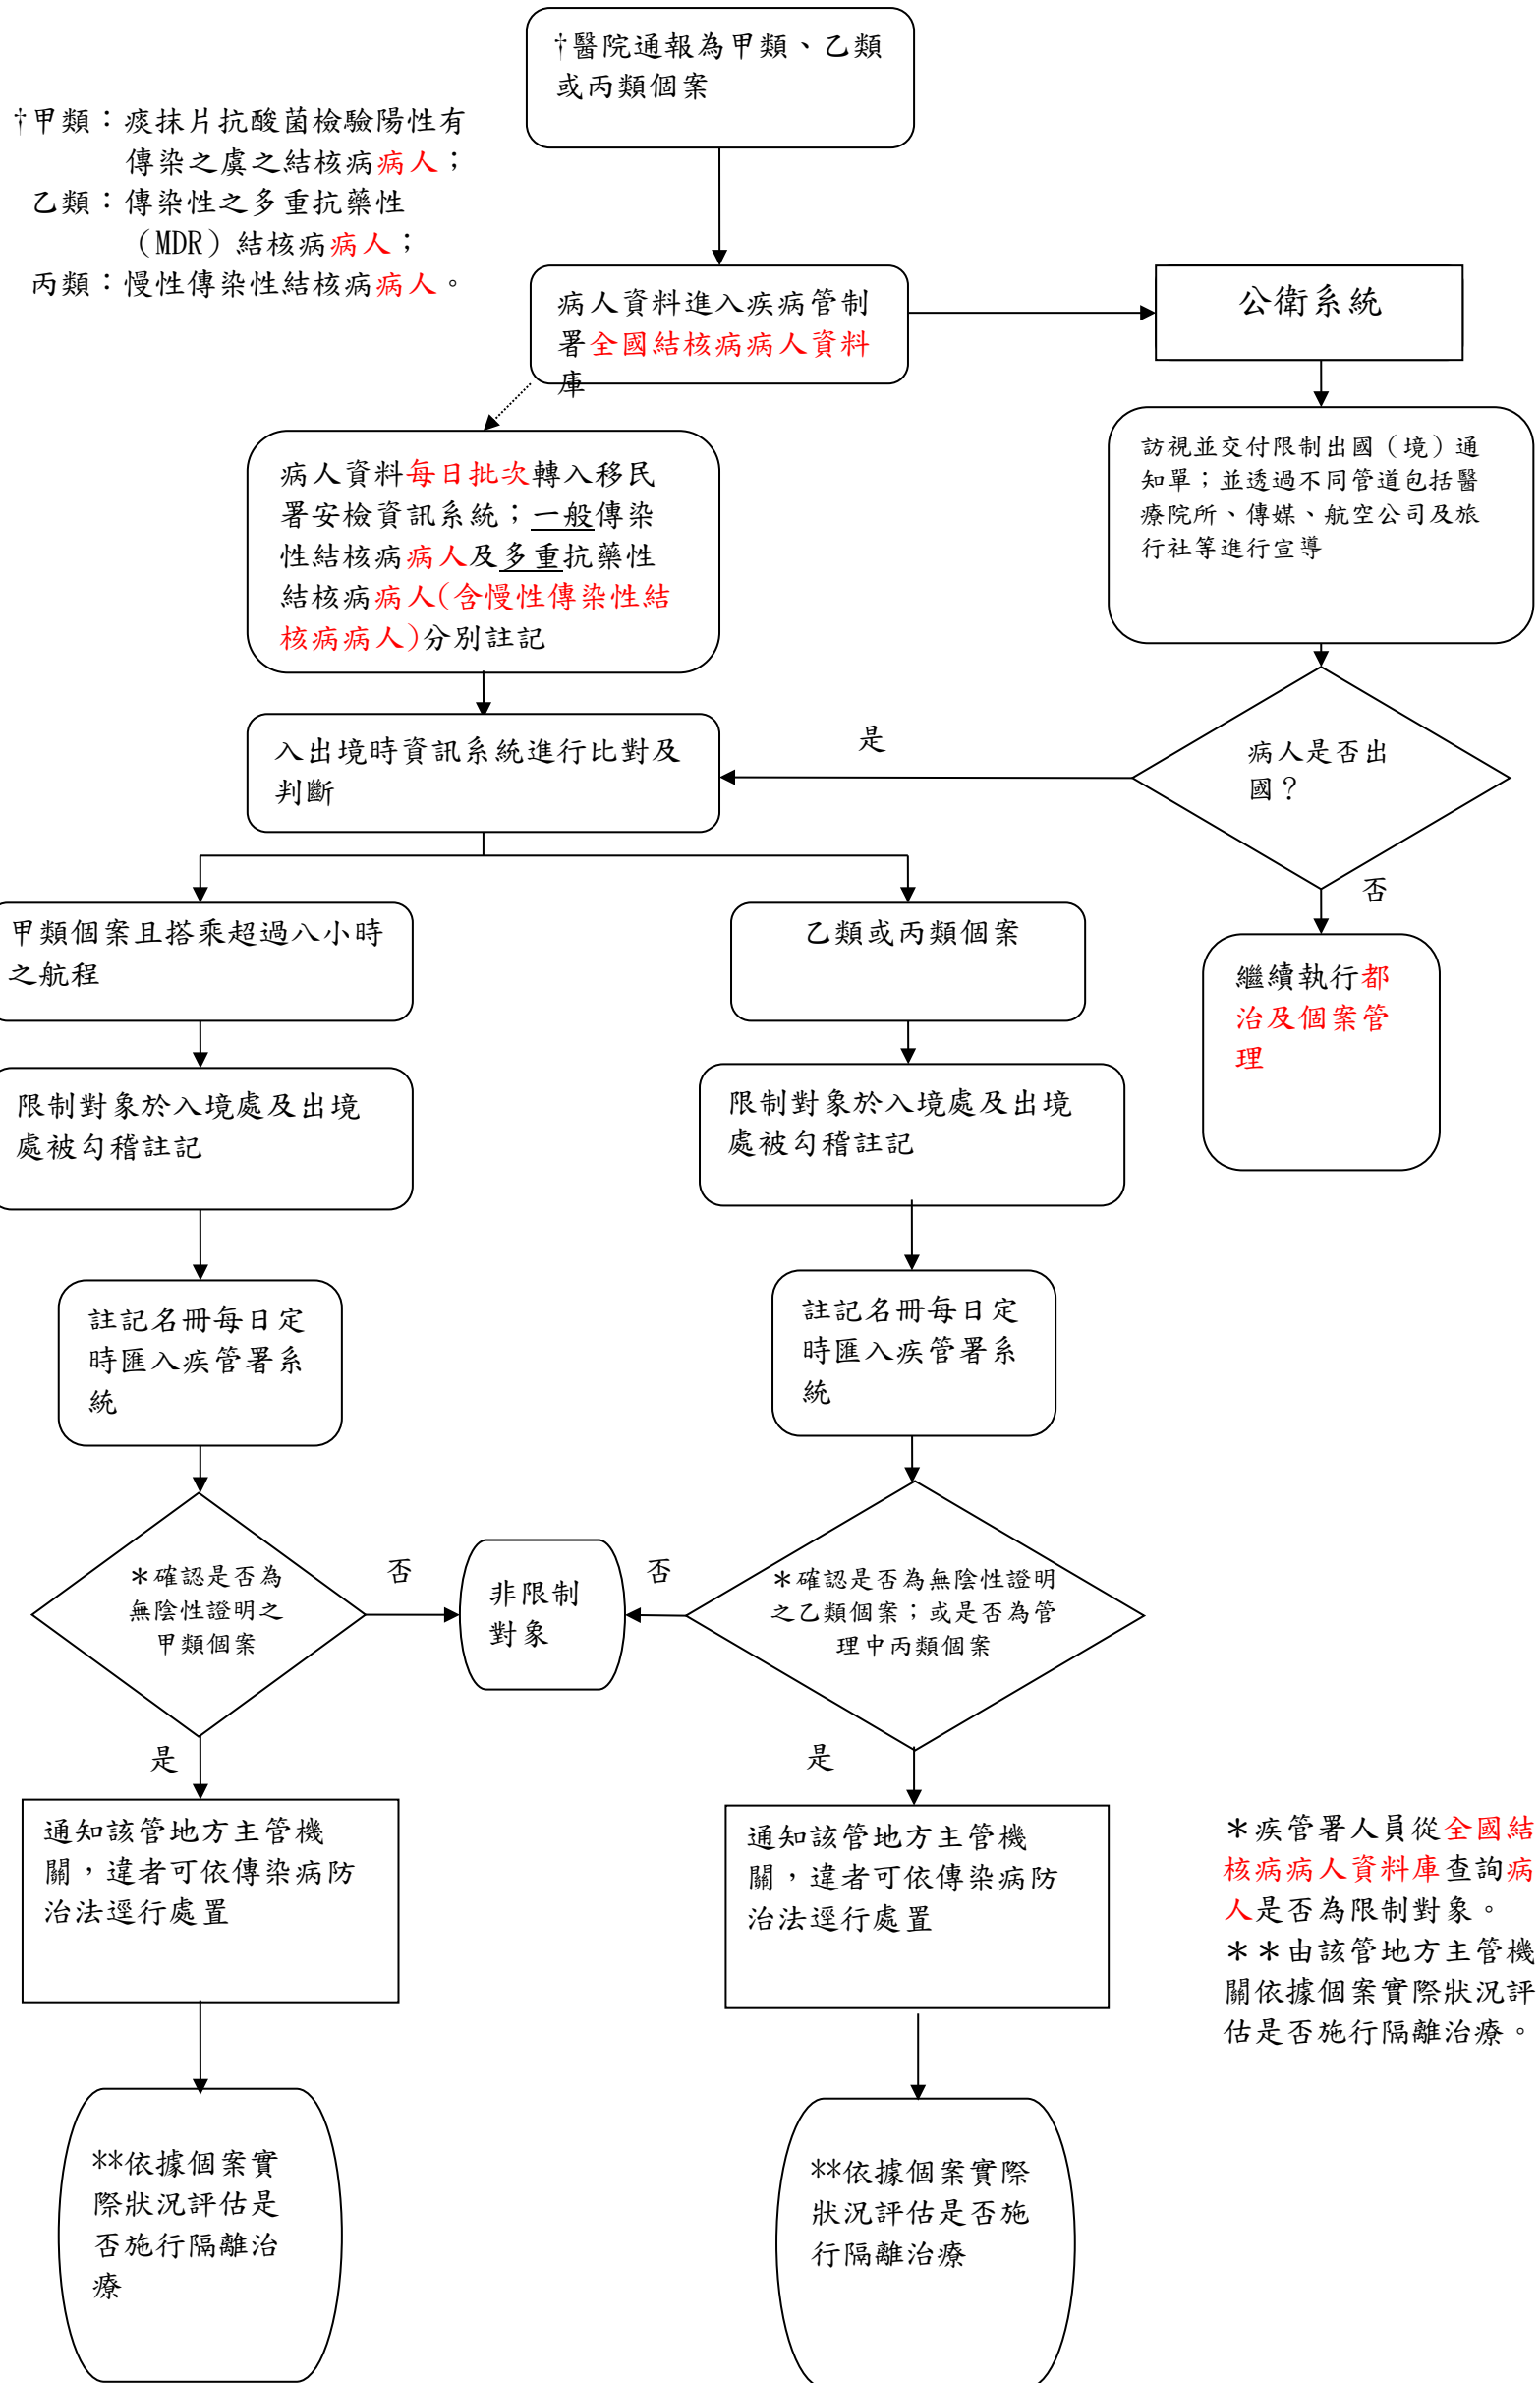 †醫院通報為甲類、乙類
或丙類個案
†甲類：痰抹片抗酸菌檢驗陽性有
傳染之虞之結核病病人；
乙類：傳染性之多重抗藥性
（MDR）結核病病人；
丙類：慢性傳染性結核病病人。
病人資料進入疾病管制
署全國結核病病人資料
庫
公衛系統
訪視並交付限制出國（境）通
知單；並透過不同管道包括醫
療院所、傳媒、航空公司及旅
行社等進行宣導
病人資料每日批次轉入移民
署安檢資訊系統；一般傳染
性結核病病人及多重抗藥性
結核病病人(含慢性傳染性結
核病病人)分別註記
入出境時資訊系統進行比對及
判斷
是
病人是否出
國？
否
甲類個案且搭乘超過八小時
之航程
乙類或丙類個案
繼續執行都
治及個案管
理
限制對象於入境處及出境
處被勾稽註記
限制對象於入境處及出境
處被勾稽註記
註記名冊每日定
時匯入疾管署系
統
註記名冊每日定
時匯入疾管署系
統
＊確認是否為
無陰性證明之
甲類個案
否
非限制
對象
否
＊確認是否為無陰性證明
之乙類個案；或是否為管
理中丙類個案
是
是
通知該管地方主管機
關，違者可依傳染病防
治法逕行處置
通知該管地方主管機
關，違者可依傳染病防
治法逕行處置
＊疾管署人員從全國結
核病病人資料庫查詢病
人是否為限制對象。
＊＊由該管地方主管機
關依據個案實際狀況評
估是否施行隔離治療。
**依據個案實
際狀況評估是
否施行隔離治
療
**依據個案實際
狀況評估是否施
行隔離治療